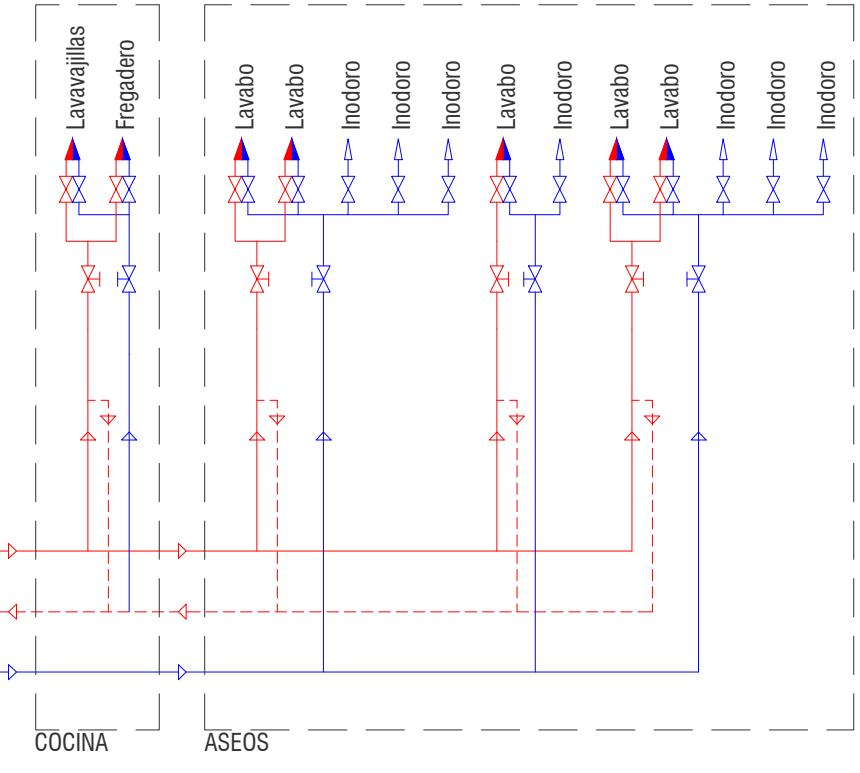 Lavavajillas
Fregadero
Lavabo
Lavabo
Inodoro
Inodoro
Inodoro
Lavabo
Inodoro
Lavabo
Lavabo
Inodoro
Inodoro
Inodoro
COCINA
ASEOS